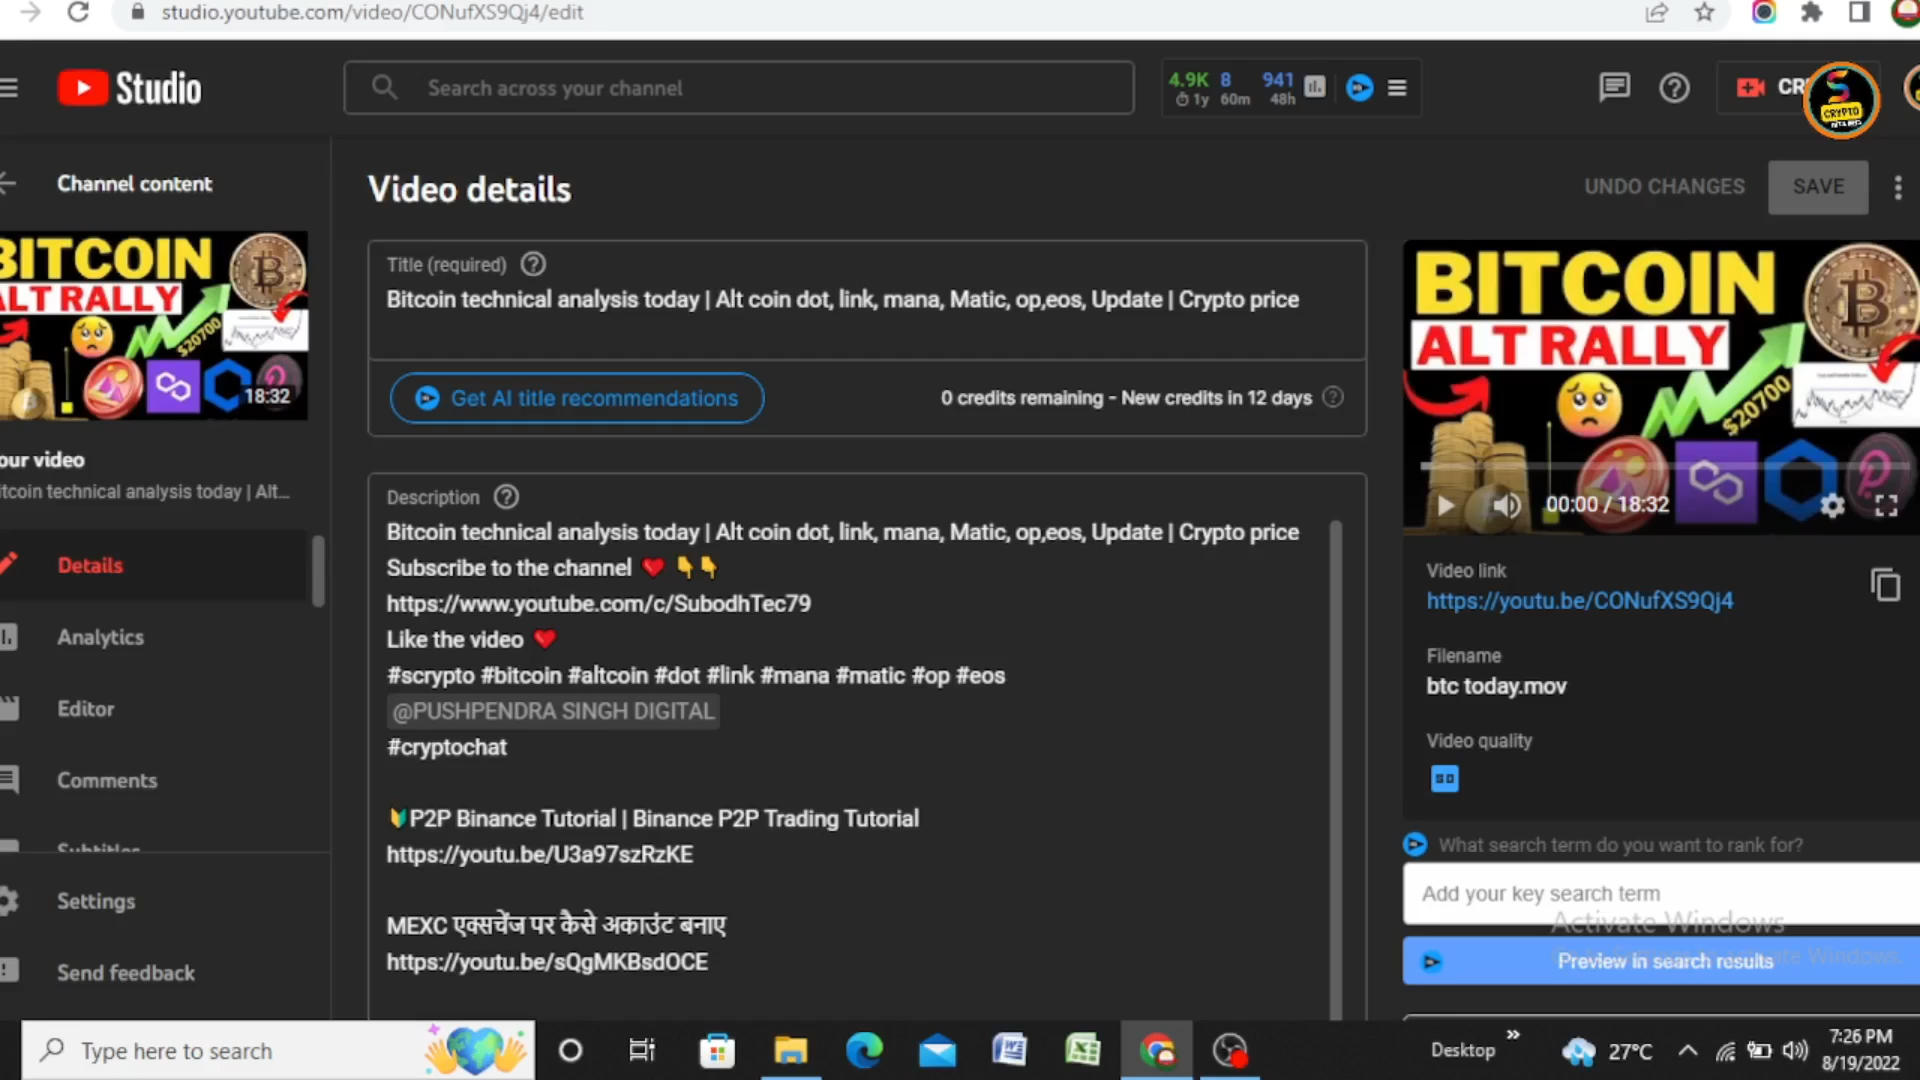 studio.youtube.com/video/CONufXS9Qj4/edit
Studio
Search across your channel
4.9K 8 941
1y 60m 48h
CR
CRYPTO
Channel content
Video details
UNDO CHANGES
SAVE
BITCOIN
ALT RALLY
$20700
18:32
Title (required)
Bitcoin technical analysis today | Alt coin dot, link, mana, Matic, op,eos, Update | Crypto price
Get AI title recommendations
0 credits remaining - New credits in 12 days
BITCOIN
ALT RALLY
$20700
00:00 / 18:32
our video
itcoin technical analysis today | Alt...
Details
Analytics
Editor
Comments
Subtitles
Settings
Send feedback
Description
Bitcoin technical analysis today | Alt coin dot, link, mana, Matic, op,eos, Update | Crypto price
Subscribe to the channel ❤️ 👇👇
https://www.youtube.com/c/SubodhTec79
Like the video ❤️
#scrypto #bitcoin #altcoin #dot #link #mana #matic #op #eos
@PUSHPENDRA SINGH DIGITAL
#cryptochat
🔰P2P Binance Tutorial | Binance P2P Trading Tutorial
https://youtu.be/U3a97szRzKE
MEXC एक्सचेंज पर कैसे अकाउंट बनाए
https://youtu.be/sQgMKBsdOCE
Video link
https://youtu.be/CONufXS9Qj4
Filename
btc today.mov
Video quality
SD
What search term do you want to rank for?
Add your key search term
Activate Windows
Preview in search results
Type here to search
Desktop
27°C
7:26 PM
8/19/2022